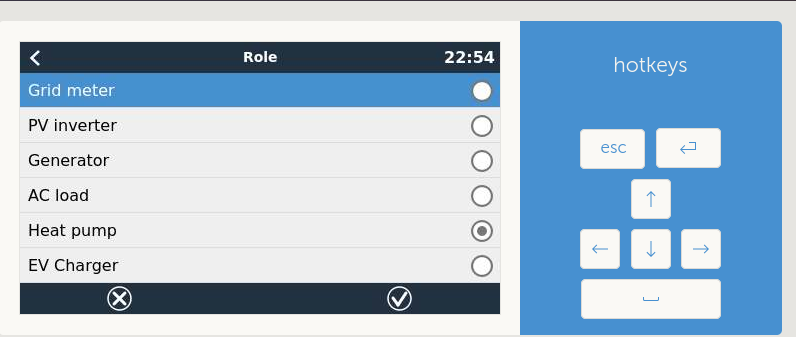 Role
22:54
Grid meter
PV inverter
Generator
AC load
Heat pump
EV Charger
hotkeys
esc